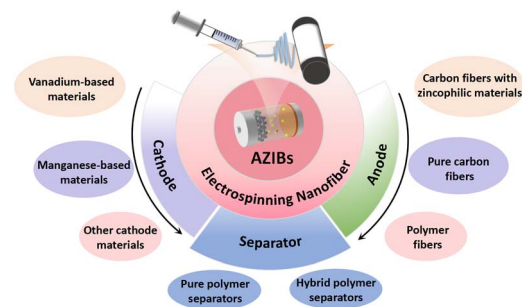 Vanadium-based
materials
Carbon fibers with
zincophilic materials
AZIBs
Electrospinning Nanofiber
Cathode
Anode
Manganese-based
materials
Pure carbon
fibers
Other cathode
materials
Polymer
fibers
Separator
Pure polymer
separators
Hybrid polymer
separators